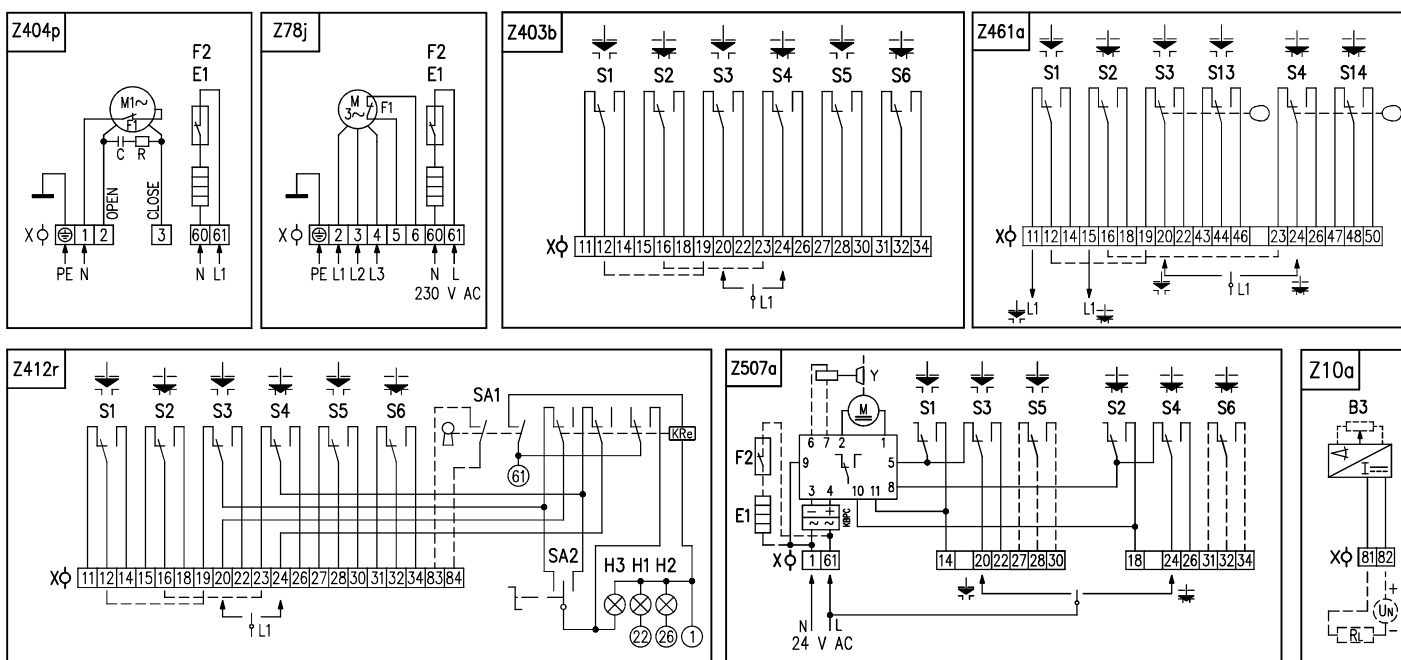 Z404p
F2
E1
M1~
F1
C R
OPEN
CLOSE
X 1 2 3 60 61
PE N N L1
Z78j
F2
E1
M
3~
F1
X 2 3 4 5 6 60 61
PE L1 L2 L3 N L
230 V AC
Z403b
S1 S2 S3 S4 S5 S6
X 11 12 14 15 16 18 19 20 22 23 24 26 27 28 30 31 32 34
L1
Z461a
S1 S2 S3 S13 S4 S14
X 11 12 14 15 16 18 19 20 22 43 44 46 23 24 26 47 48 50
L1 L1 L1
Z412r
S1 S2 S3 S4 S5 S6
SA1
KRe
61
X 11 12 14 15 16 18 19 20 22 23 24 26 27 28 30 31 32 34 83 84
L1
SA2
H3 H1 H2
22 26 1
Z507a
Y
M
S1 S3 S5 S2 S4 S6
6 7 2 1
F2
9 5
8
3 4 10 11
E1
− +
~ ~
KBPC
X 1 61 14 20 22 27 28 30 18 24 26 31 32 34
N L
24 V AC
Z10a
B3
I
X 81 82
+
UN
−
RL